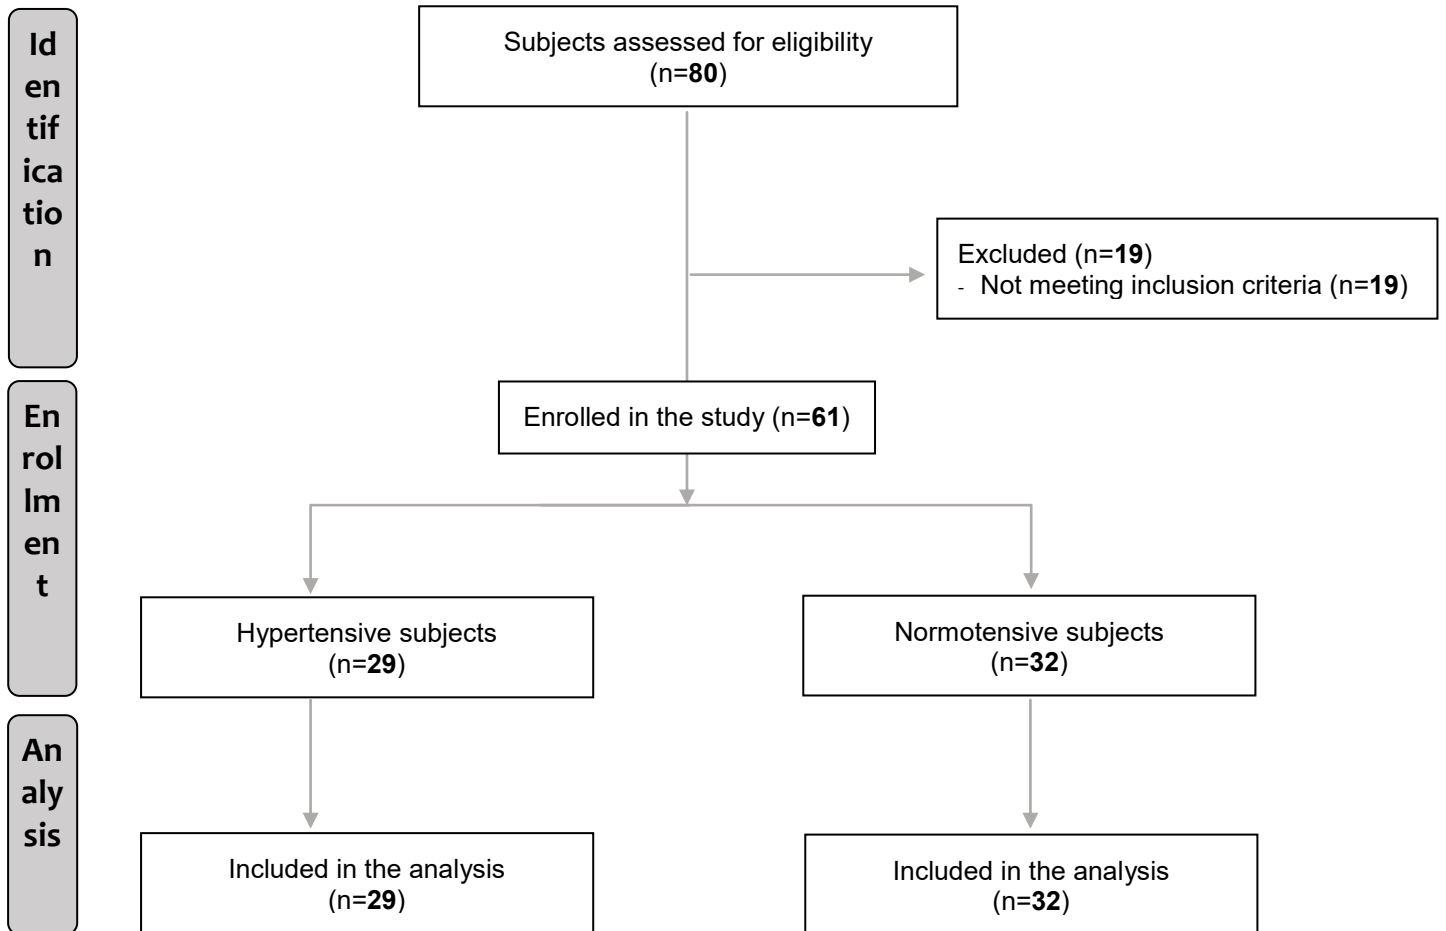 Id
en
tif
ica
tio
n
Subjects assessed for eligibility
(n=80)
Excluded (n=19)
- Not meeting inclusion criteria (n=19)
En
rol
lm
en
t
Enrolled in the study (n=61)
Hypertensive subjects
(n=29)
Normotensive subjects
(n=32)
An
aly
sis
Included in the analysis
(n=29)
Included in the analysis
(n=32)